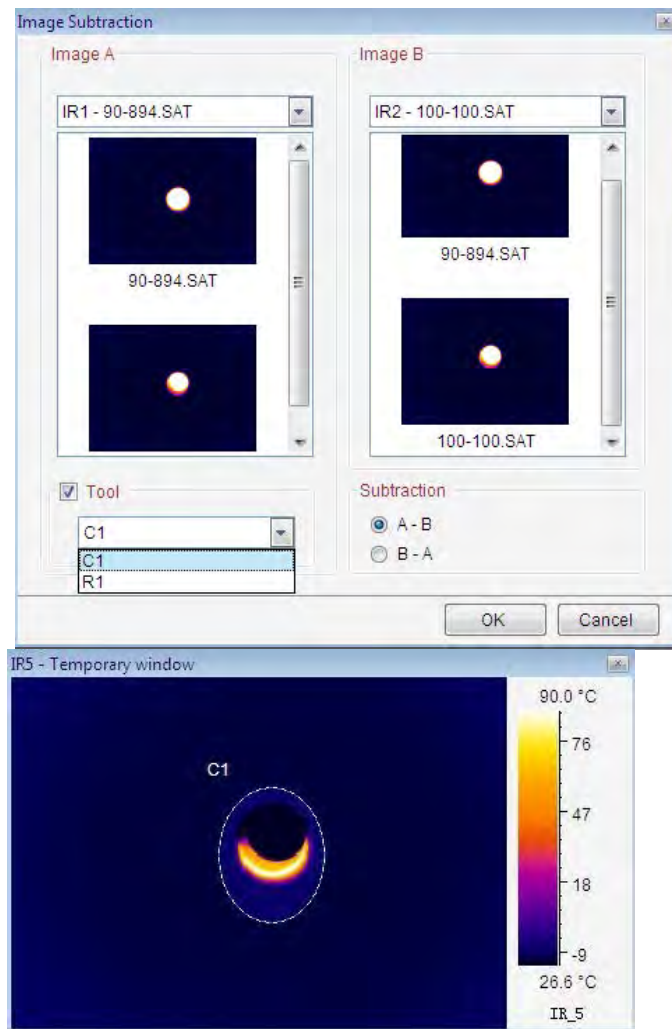 Image Subtraction
Image A
Image B
IR1 - 90-894.SAT
IR2 - 100-100.SAT
90-894.SAT
90-894.SAT
100-100.SAT
Tool
Subtraction
C1
A - B
C1
B - A
R1
OK
Cancel
IR5 - Temporary window
90.0 °C
C1
76
47
18
-9
26.6 °C
IR_5